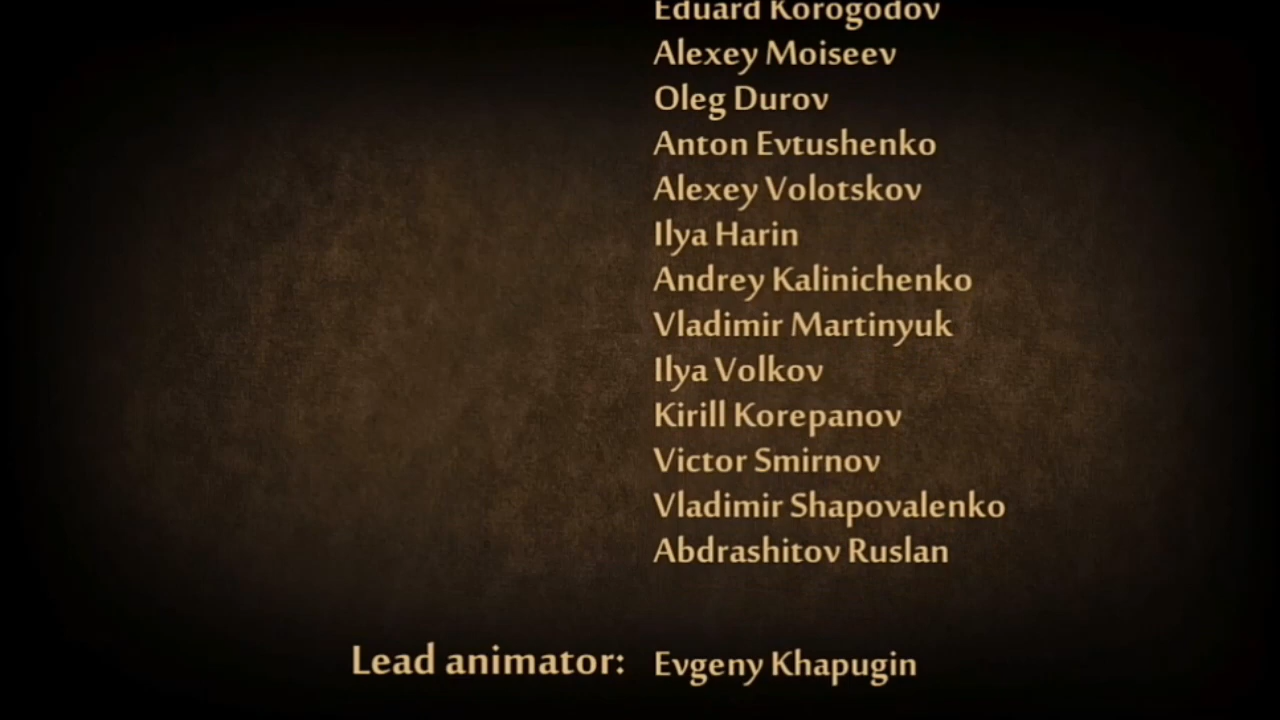 Eduard Korogodov
Alexey Moiseev
Oleg Durov
Anton Evtushenko
Alexey Volotskov
Ilya Harin
Andrey Kalinichenko
Vladimir Martinyuk
Ilya Volkov
Kirill Korepanov
Victor Smirnov
Vladimir Shapovalenko
Abdrashitov Ruslan
Lead animator: Evgeny Khapugin